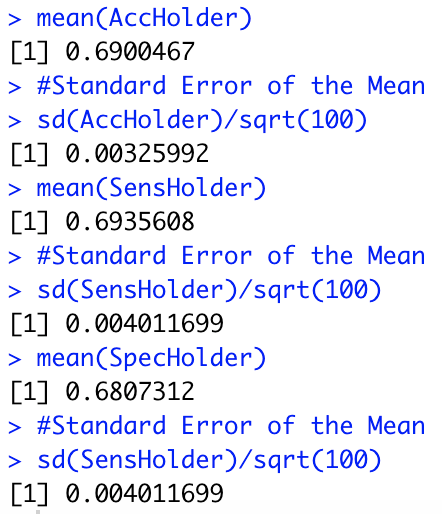 > mean(AccHolder)
[1] 0.6900467
> #Standard Error of the Mean
> sd(AccHolder)/sqrt(100)
[1] 0.00325992
> mean(SensHolder)
[1] 0.6935608
> #Standard Error of the Mean
> sd(SensHolder)/sqrt(100)
[1] 0.004011699
> mean(SpecHolder)
[1] 0.6807312
> #Standard Error of the Mean
> sd(SensHolder)/sqrt(100)
[1] 0.004011699